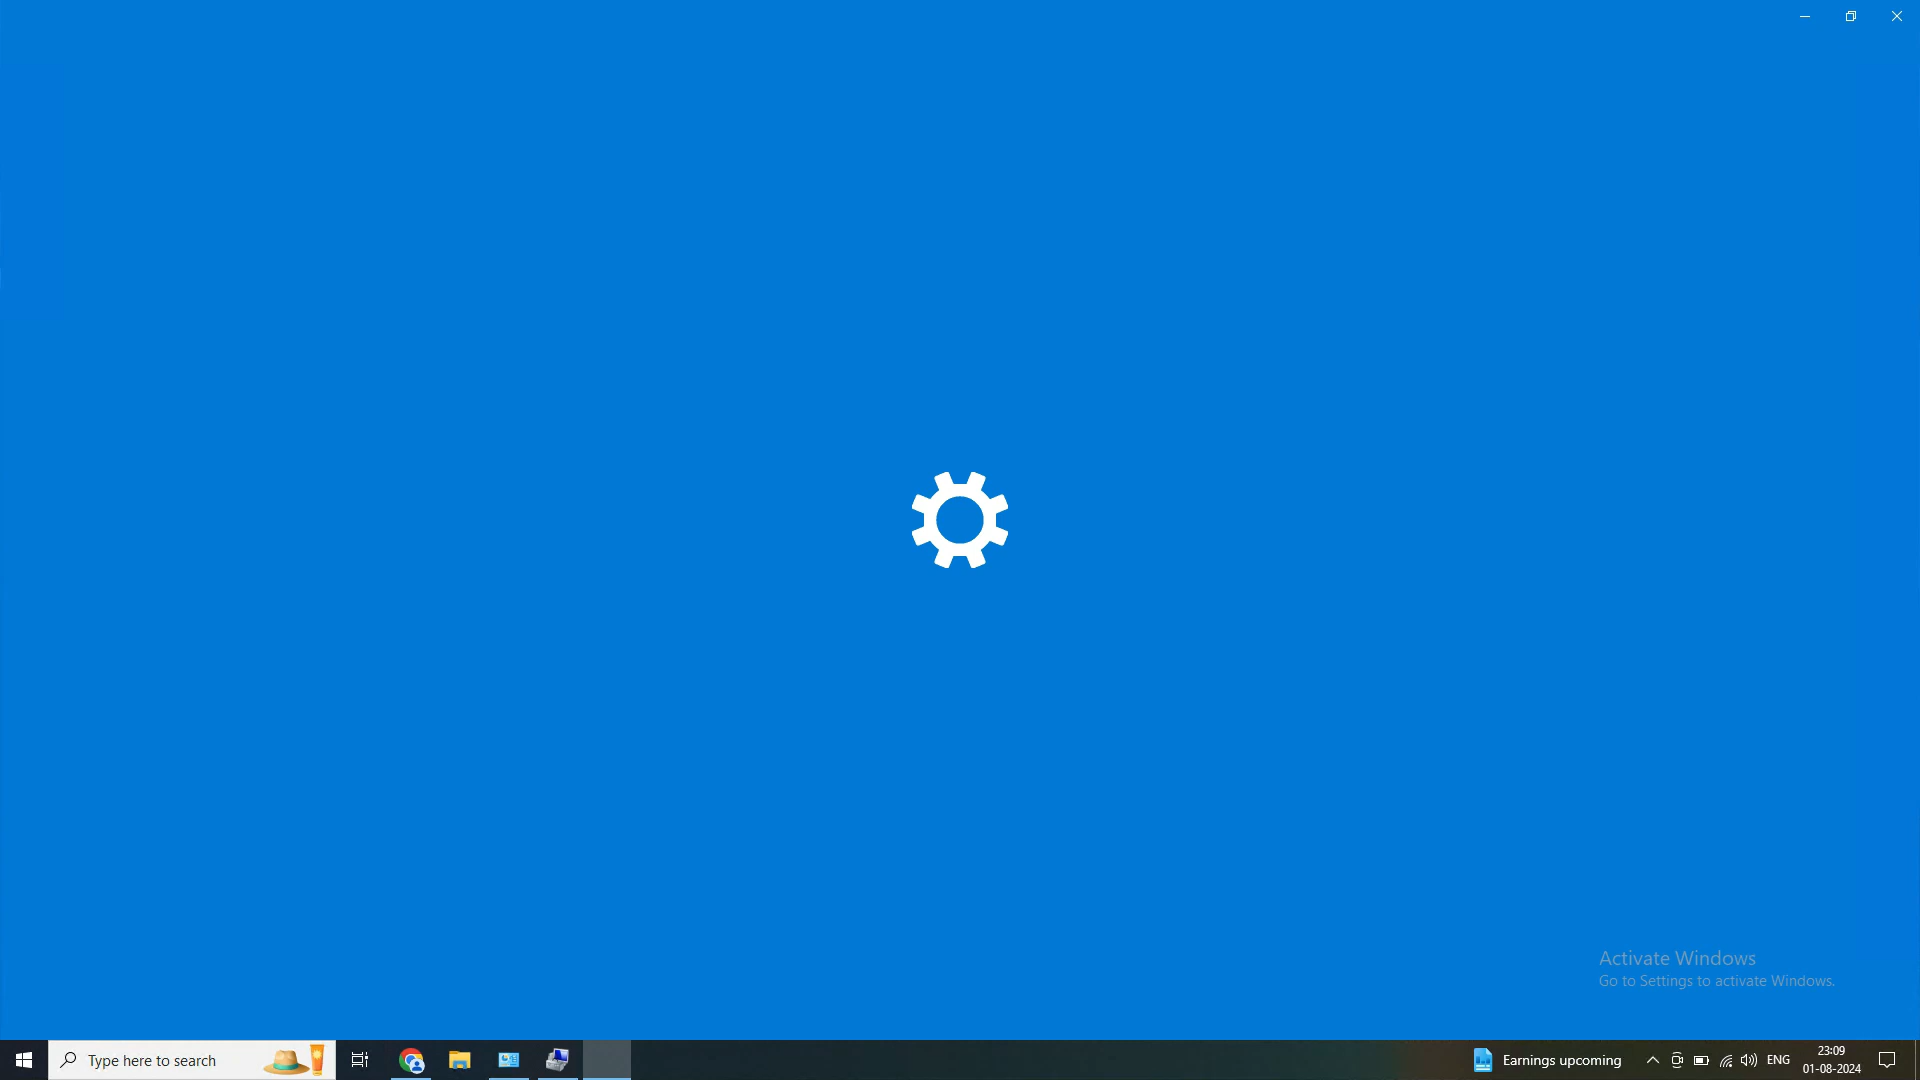 Activate Windows
Go to Settings to activate Windows.
Type here to search
Earnings upcoming
ENG
23:09
01-08-2024